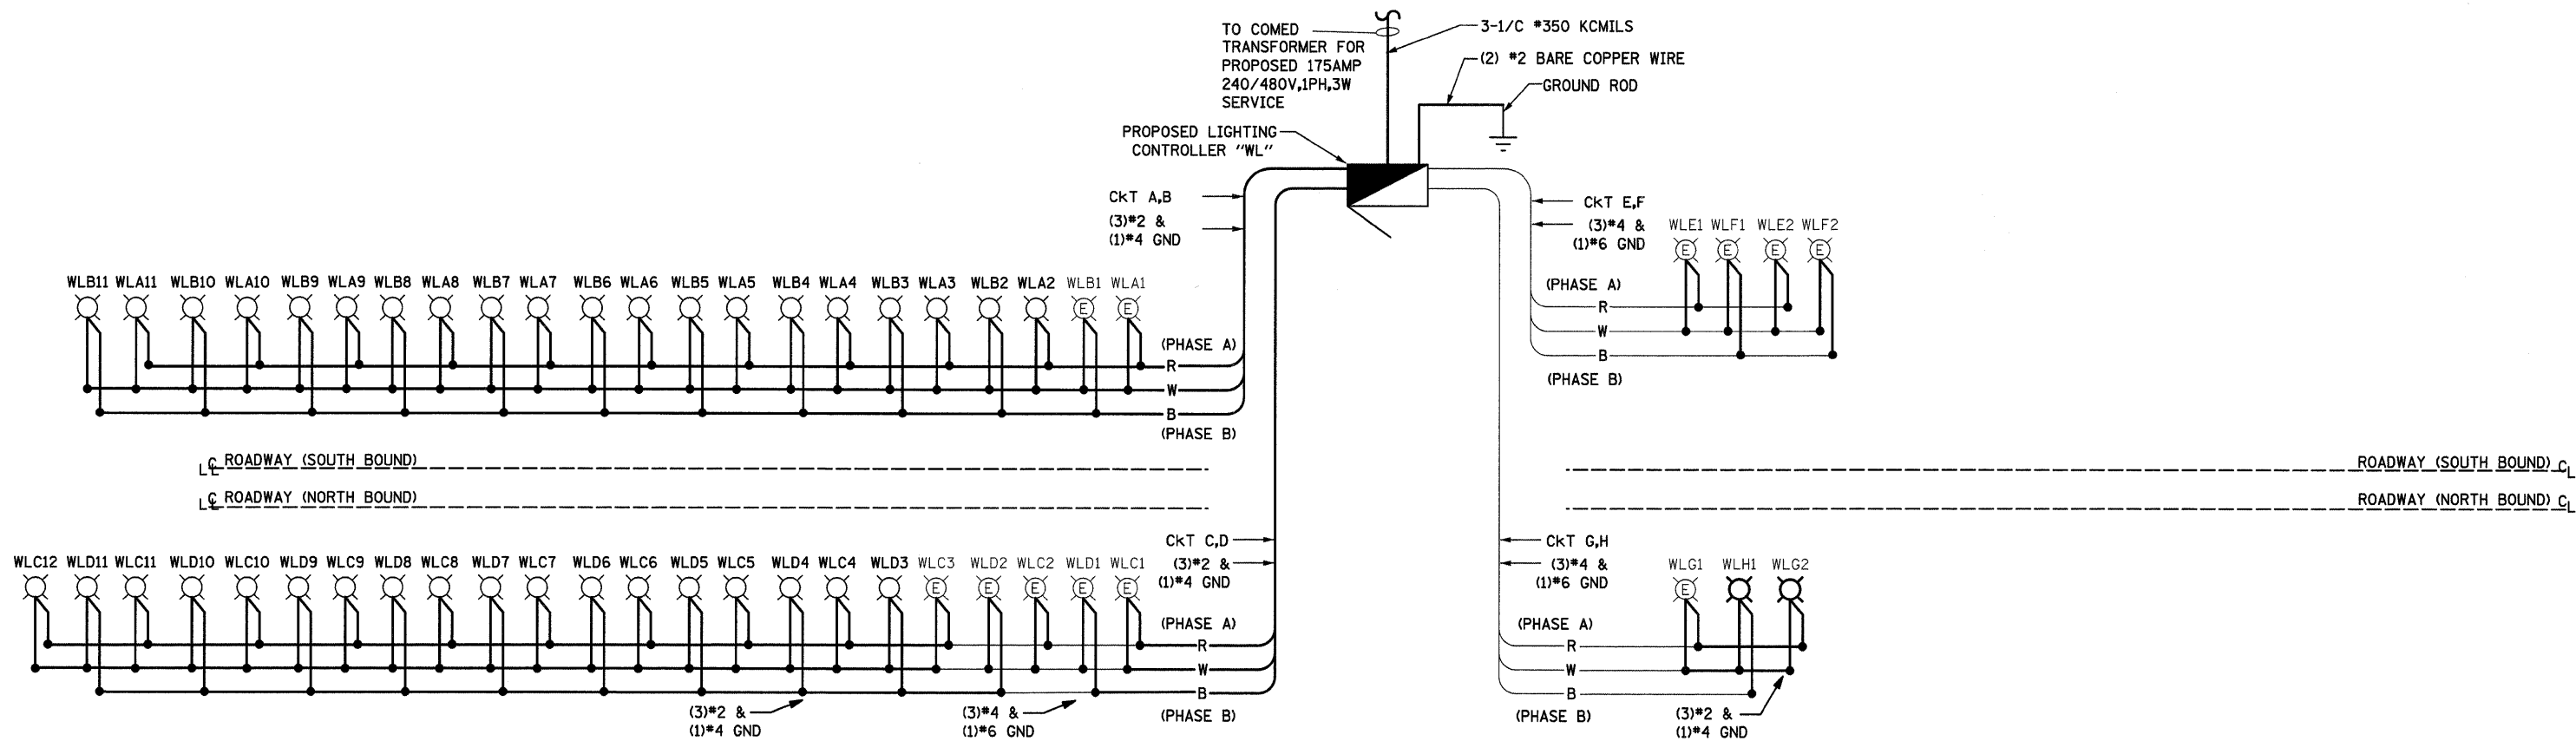 TO COMED
TRANSFORMER FOR
PROPOSED 175AMP
240/480V,1PH,3W
SERVICE
3-1/C #350 KCMILS
(2) #2 BARE COPPER WIRE
GROUND ROD
PROPOSED LIGHTING
CONTROLLER "WL"
CKT A,B
(3)#2 &
(1)#4 GND
CKT E,F
(3)#4 &
(1)#6 GND
WLE1 WLF1 WLE2 WLF2
E E E E
WLB11 WLA11 WLB10 WLA10 WLB9 WLA9 WLB8 WLA8 WLB7 WLA7 WLB6 WLA6 WLB5 WLA5 WLB4 WLA4 WLB3 WLA3 WLB2 WLA2 WLB1 WLA1
E E
(PHASE A)
R
W
B
(PHASE B)
(PHASE A)
R
W
B
(PHASE B)
CL ROADWAY (SOUTH BOUND)
CL ROADWAY (NORTH BOUND)
ROADWAY (SOUTH BOUND) CL
ROADWAY (NORTH BOUND) CL
CKT C,D
(3)#2 &
(1)#4 GND
CKT G,H
(3)#4 &
(1)#6 GND
WLC12 WLD11 WLC11 WLD10 WLC10 WLD9 WLC9 WLD8 WLC8 WLD7 WLC7 WLD6 WLC6 WLD5 WLC5 WLD4 WLC4 WLD3 WLC3 WLD2 WLC2 WLD1 WLC1
E E E E E
WLG1 WLH1 WLG2
E
(PHASE A)
R
W
B
(PHASE B)
(PHASE A)
R
W
B
(PHASE B)
(3)#2 &
(1)#4 GND
(3)#4 &
(1)#6 GND
(3)#2 &
(1)#4 GND